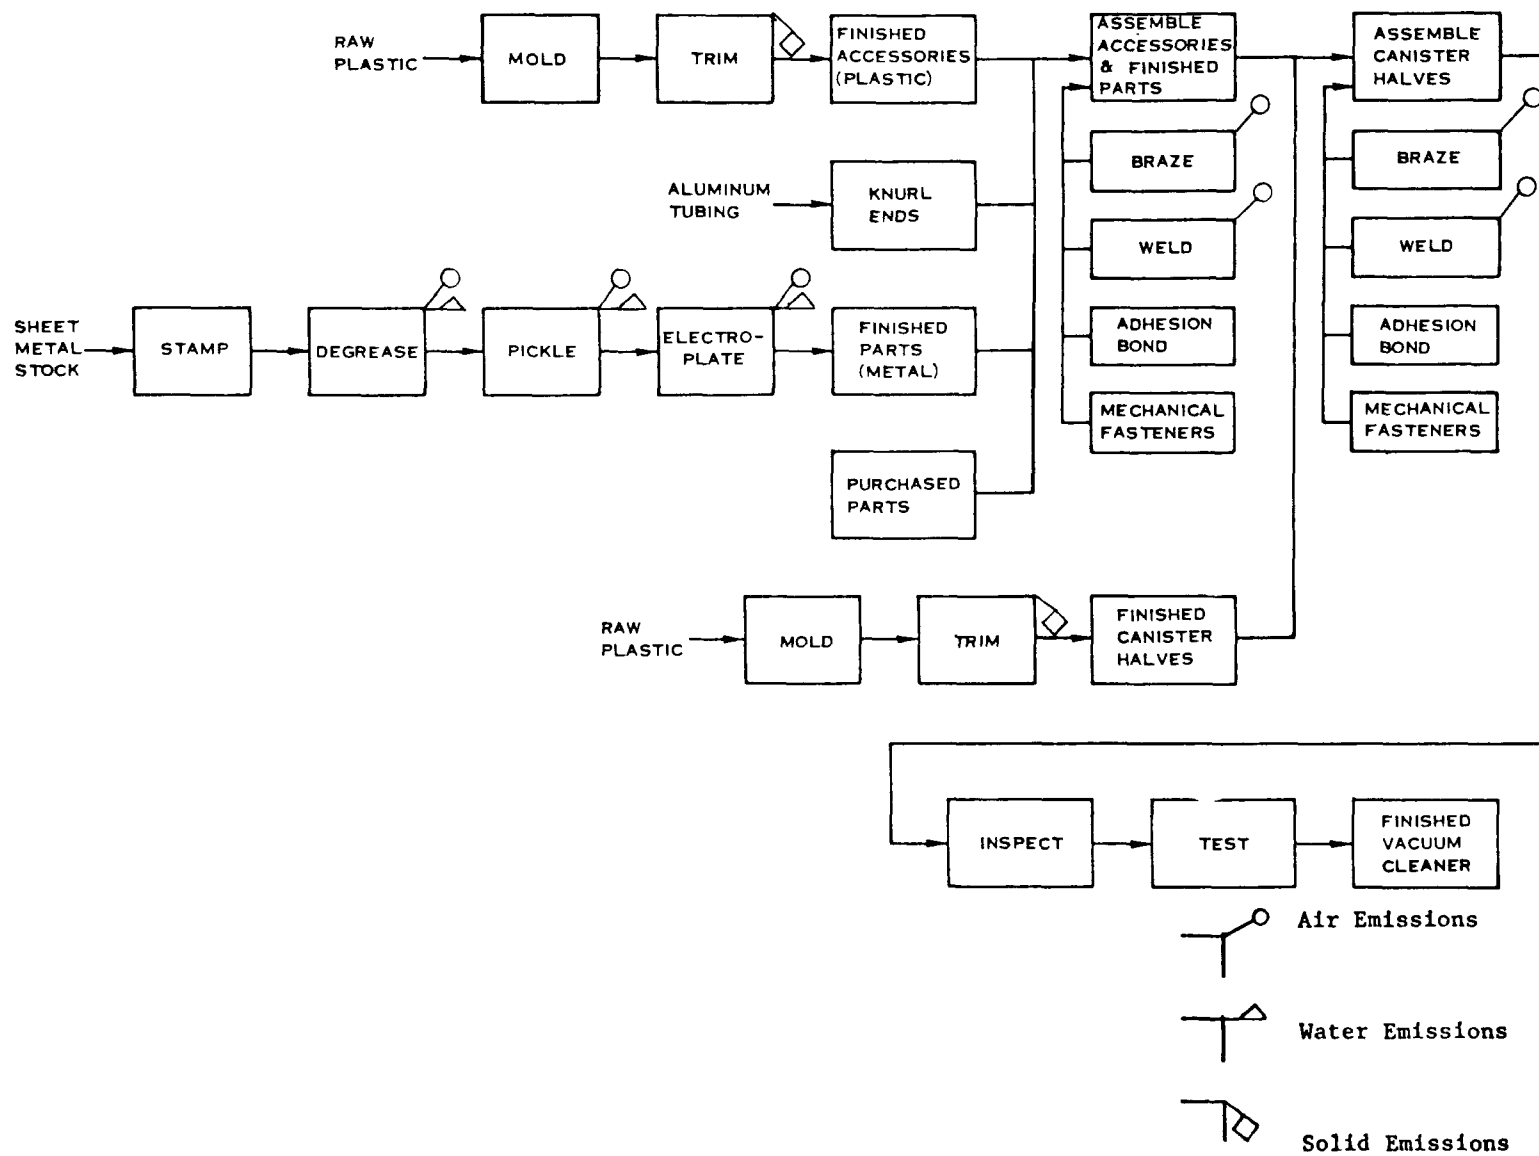 RAW
PLASTIC
MOLD
TRIM
FINISHED
ACCESSORIES
(PLASTIC)
ASSEMBLE
ACCESSORIES
& FINISHED
PARTS
ASSEMBLE
CANISTER
HALVES
BRAZE
BRAZE
ALUMINUM
TUBING
KNURL
ENDS
WELD
WELD
SHEET
METAL
STOCK
STAMP
DEGREASE
PICKLE
ELECTRO-
PLATE
FINISHED
PARTS
(METAL)
ADHESION
BOND
ADHESION
BOND
MECHANICAL
FASTENERS
MECHANICAL
FASTENERS
PURCHASED
PARTS
RAW
PLASTIC
MOLD
TRIM
FINISHED
CANISTER
HALVES
INSPECT
TEST
FINISHED
VACUUM
CLEANER
Air Emissions
Water Emissions
Solid Emissions